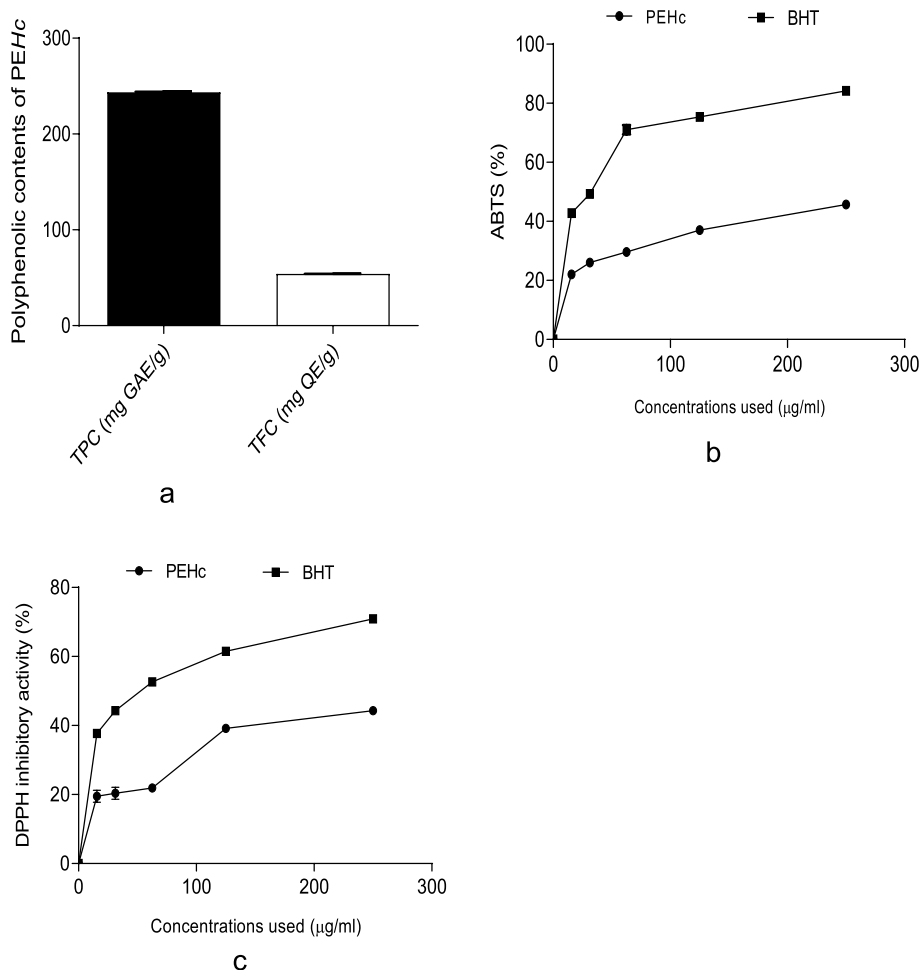 Polyphenolic contents of PEHc
300
200
100
0
TPC (mg GAE/g)
TFC (mg QE/g)
a
PEHc BHT
ABTS (%)
100
80
60
40
20
0
0 100 200 300
Concentrations used (μg/ml)
b
PEHc BHT
DPPH inhibitory activity (%)
80
60
40
20
0
0 100 200 300
Concentrations used (μg/ml)
c